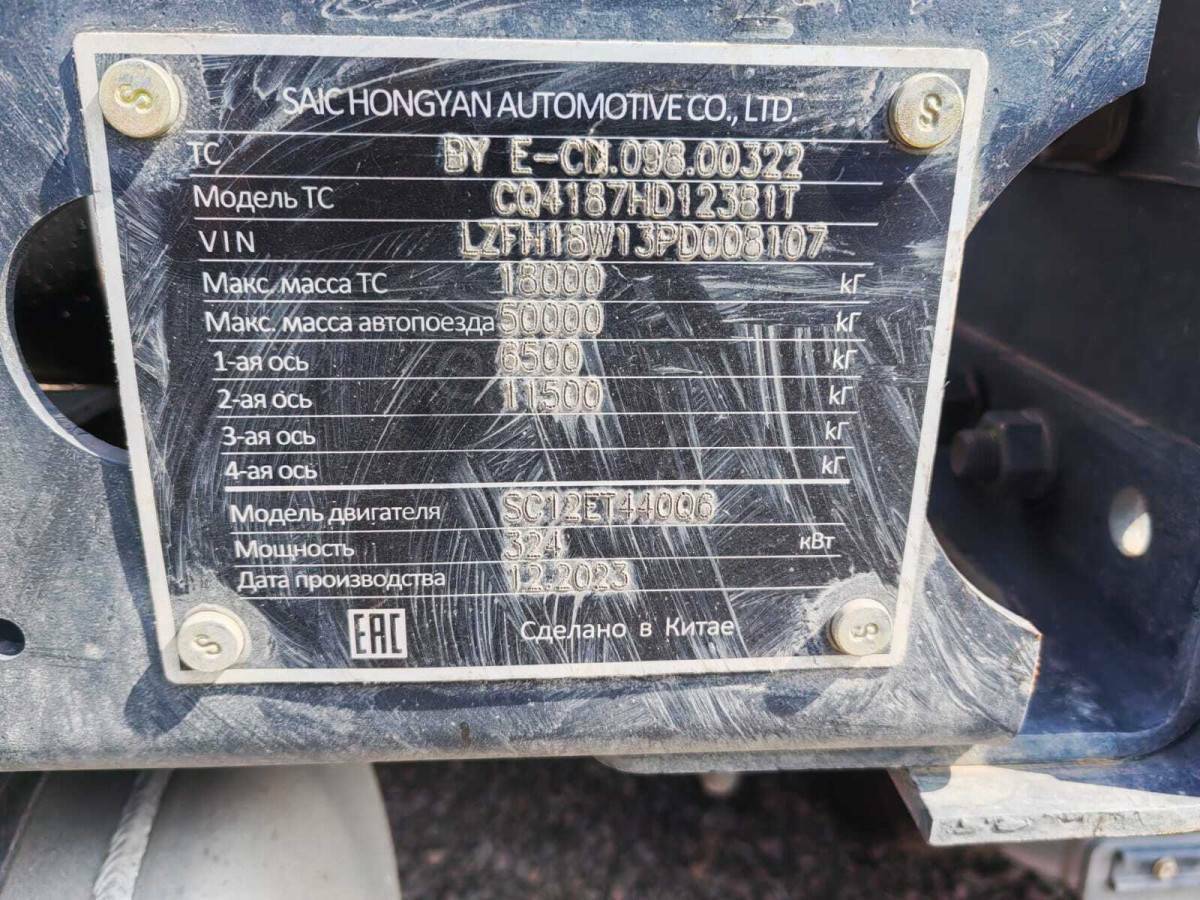 SAIC HONGYAN AUTOMOTIVE CO., LTD.
ТС BY E-CN.098.00322
Модель ТС CQ4187HD12381T
VIN LZFH18W13PD008107
Макс. масса ТС 18000 кГ
Макс. масса автопоезда 50000 кГ
1-ая ось 6500 кГ
2-ая ось 11500 кГ
3-ая ось кГ
4-ая ось кГ
Модель двигателя SC12ET440Q6
Мощность 324 кВт
Дата производства 12.2023
EAC Сделано в Китае
S
S
S
S